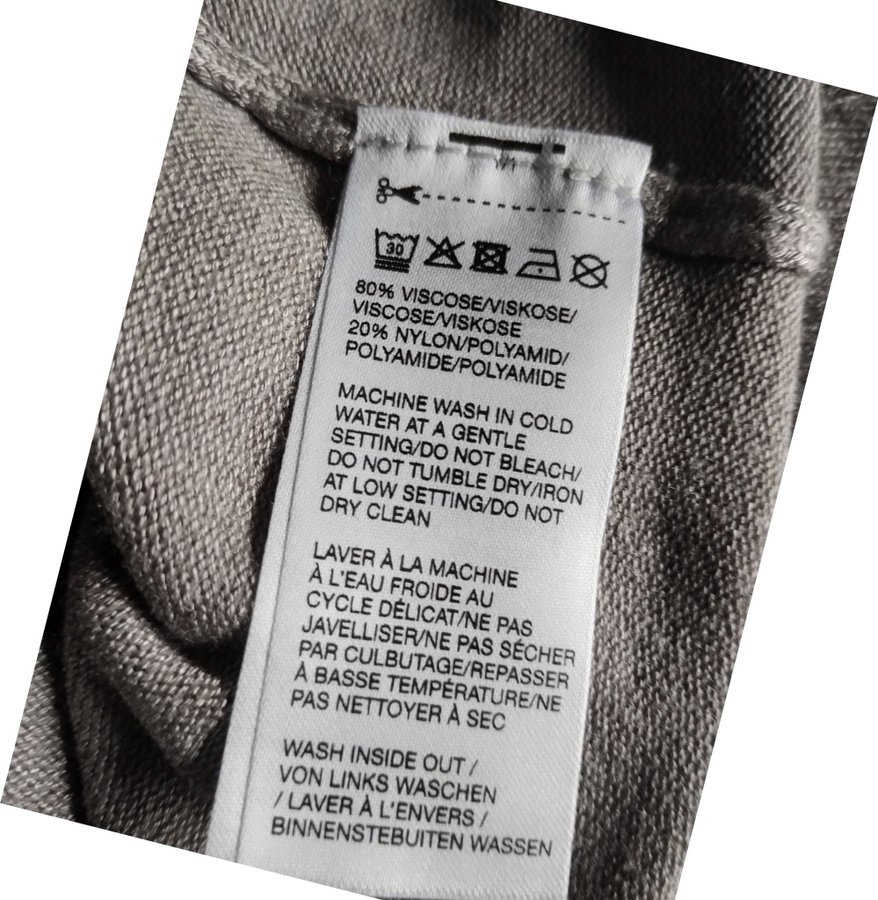 30
80% VISCOSE/VISKOSE/
VISCOSE/VISKOSE
20% NYLON/POLYAMID/
POLYAMIDE/POLYAMIDE
MACHINE WASH IN COLD
WATER AT A GENTLE
SETTING/DO NOT BLEACH/
DO NOT TUMBLE DRY/IRON
AT LOW SETTING/DO NOT
DRY CLEAN
LAVER À LA MACHINE
À L'EAU FROIDE AU
CYCLE DÉLICAT/NE PAS
JAVELLISER/NE PAS SÉCHER
PAR CULBUTAGE/REPASSER
À BASSE TEMPÉRATURE/NE
PAS NETTOYER À SEC
WASH INSIDE OUT /
VON LINKS WASCHEN
/ LAVER À L'ENVERS /
BINNENSTEBUITEN WASSEN